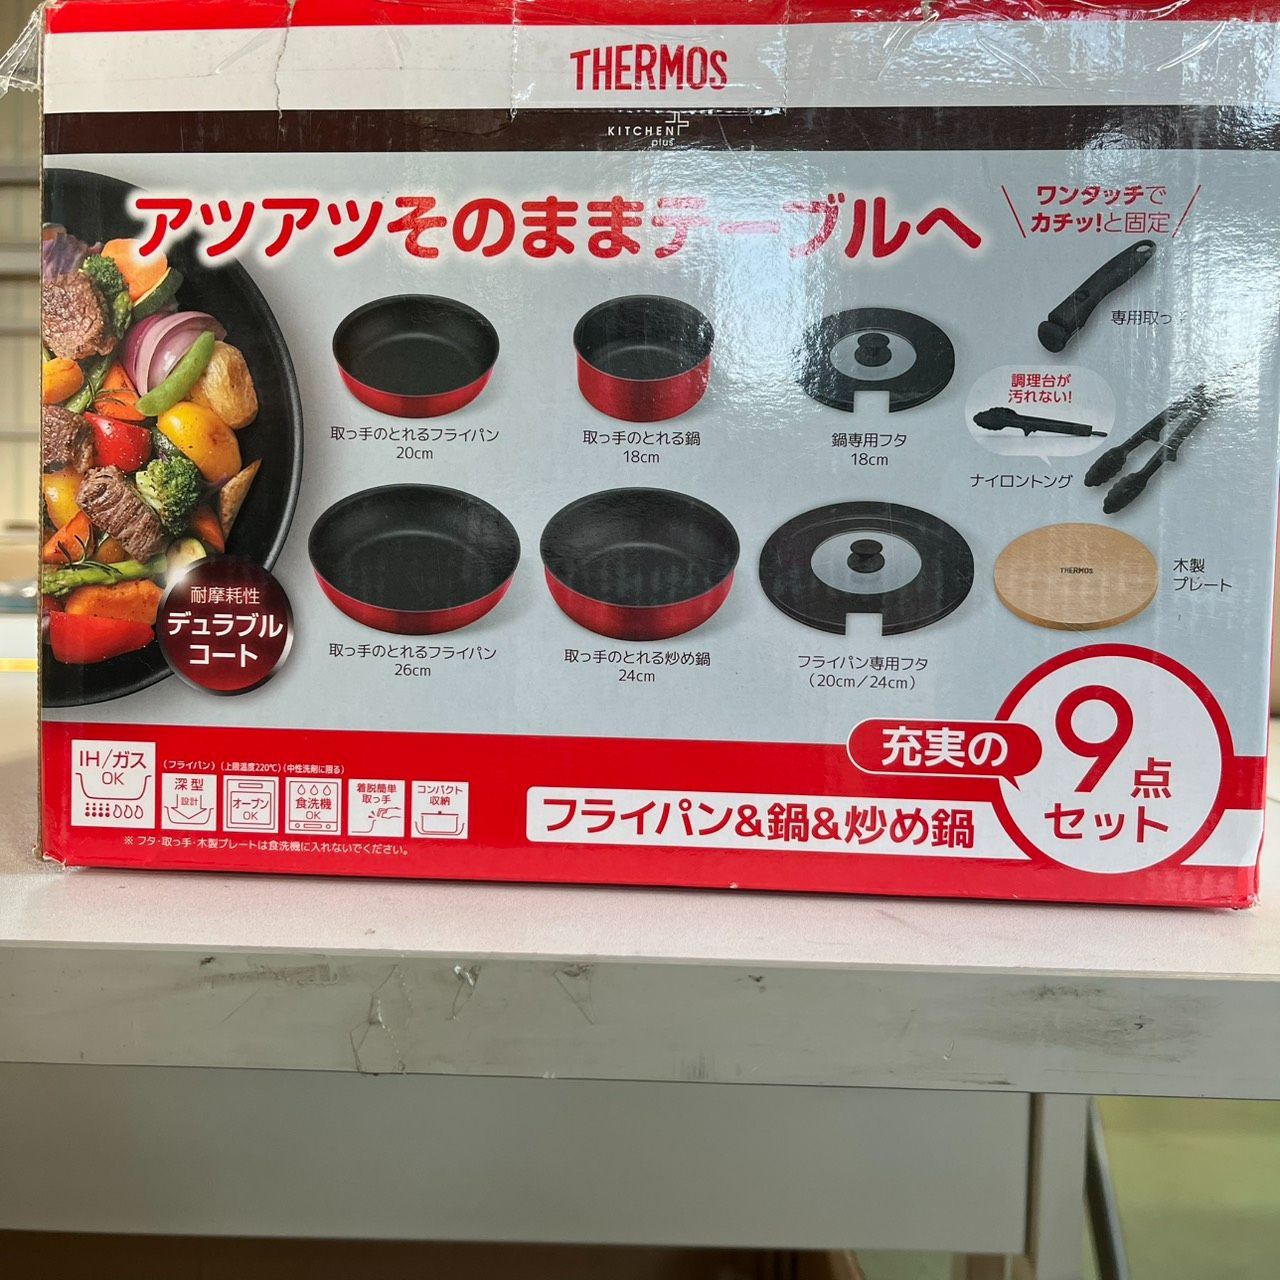 THERMOS
KITCHEN
plus
アツアツそのままテーブルへ
ワンタッチで
カチッ!と固定
専用取っ
取っ手のとれるフライパン
20cm
取っ手のとれる鍋
18cm
鍋専用フタ
18cm
調理台が
汚れない!
ナイロントング
取っ手のとれるフライパン
26cm
取っ手のとれる炒め鍋
24cm
フライパン専用フタ
(20cm/24cm)
THERMOS
木製
プレート
耐摩耗性
デュラブル
コート
IH/ガス
OK
(フライパン)(上限温度220℃)(中性洗剤に限る)
深型
設計
オーブン
OK
食洗機
OK
着脱簡単
取っ手
コンパクト
収納
※ フタ・取っ手・木製プレートは食洗機に入れないでください。
充実の
9点
セット
フライパン&鍋&炒め鍋